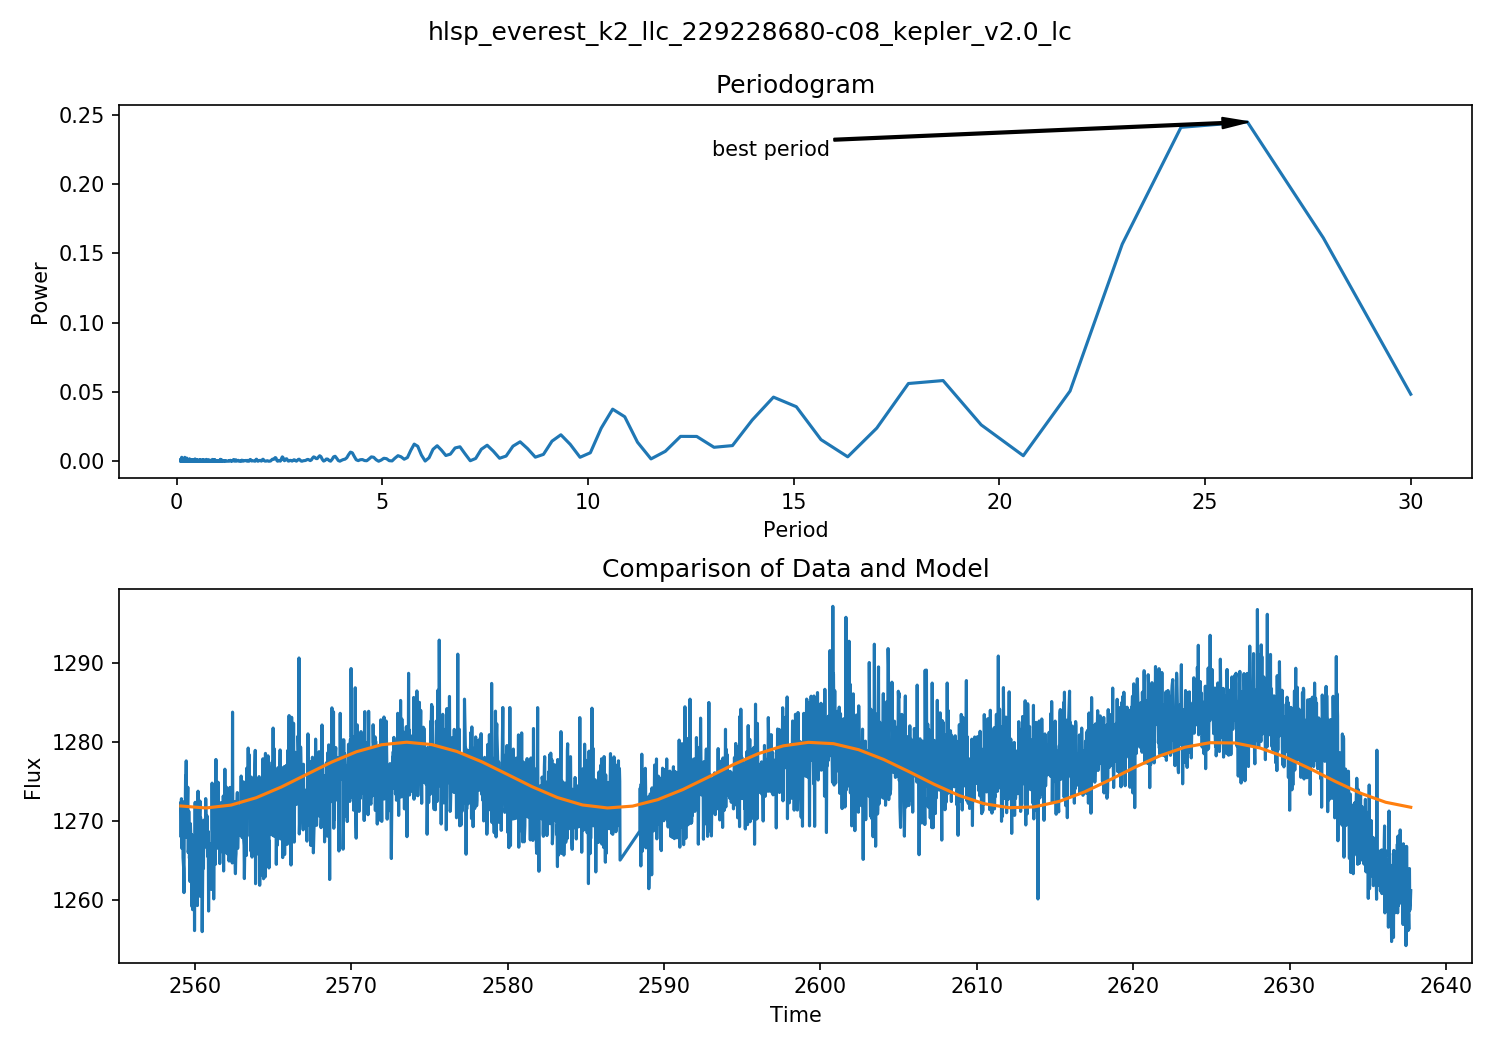 hlsp_everest_k2_llc_229228680-c08_kepler_v2.0_lc
Periodogram
0.25
0.20
0.15
0.10
0.05
0.00
Power
best period
0 5 10 15 20 25 30
Period
Comparison of Data and Model
1290
1280
1270
1260
Flux
2560 2570 2580 2590 2600 2610 2620 2630 2640
Time